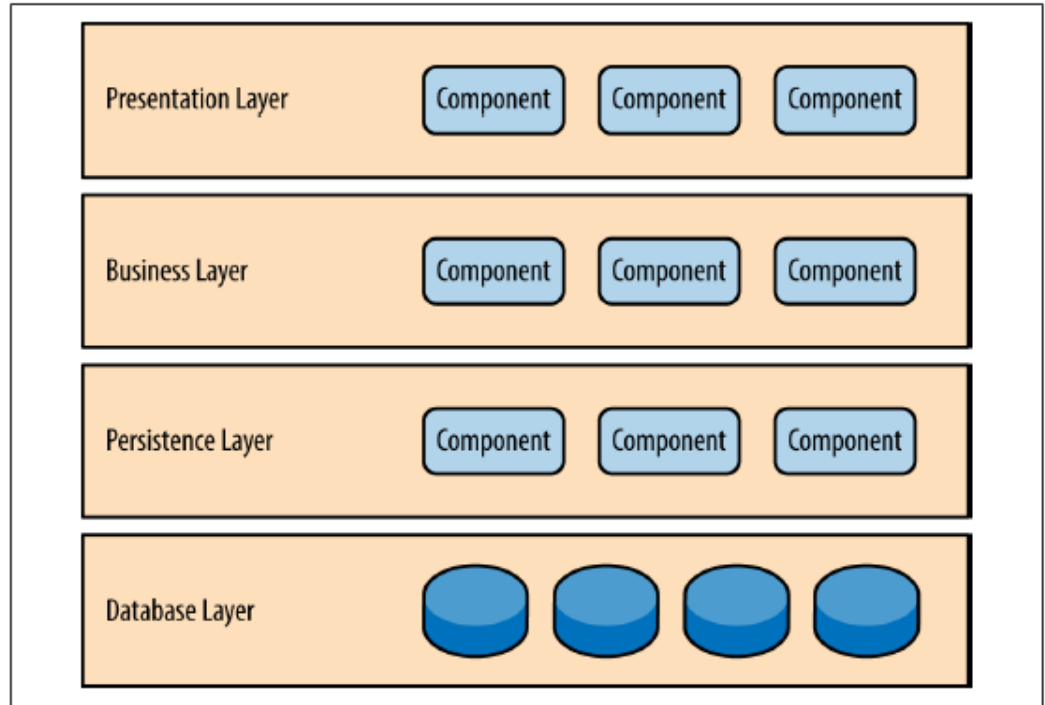 Presentation Layer Component Component Component
Business Layer Component Component Component
Persistence Layer Component Component Component
Database Layer